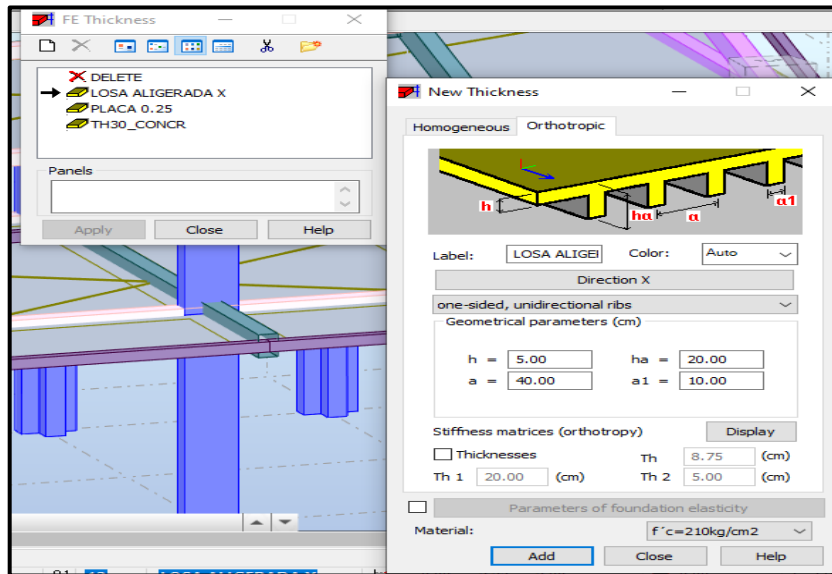 FE Thickness
DELETE
LOSA ALIGERADA X
PLACA 0.25
TH30_CONCR
Panels
Apply
Close
Help
New Thickness
Homogeneous
Orthotropic
h
ha
a
a1
Label:
LOSA ALIGEI
Color:
Auto
Direction X
one-sided, unidirectional ribs
Geometrical parameters (cm)
h = 5.00
ha = 20.00
a = 40.00
a1 = 10.00
Stiffness matrices (orthotropy)
Display
Thicknesses
Th 8.75 (cm)
Th 1 20.00 (cm)
Th 2 5.00 (cm)
Parameters of foundation elasticity
Material:
f´c=210kg/cm2
Add
Close
Help
LOSA ALIGERADA X